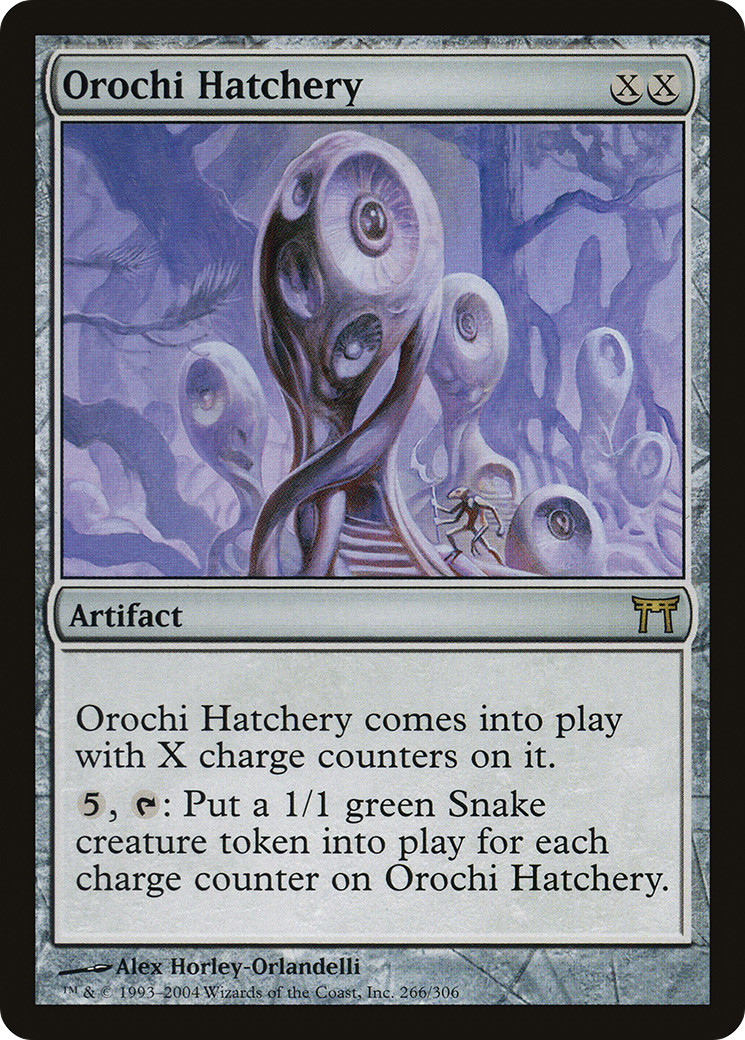 Orochi Hatchery XX
Artifact
Orochi Hatchery comes into play
with X charge counters on it.
5, : Put a 1/1 green Snake
creature token into play for each
charge counter on Orochi Hatchery.
Alex Horley-Orlandelli
™ & © 1993–2004 Wizards of the Coast, Inc. 266/306